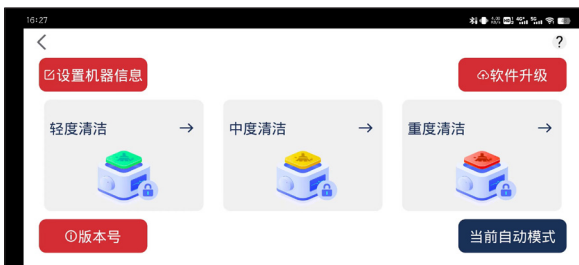 16:27
?
设置机器信息
软件升级
轻度清洁
中度清洁
重度清洁
版本号
当前自动模式